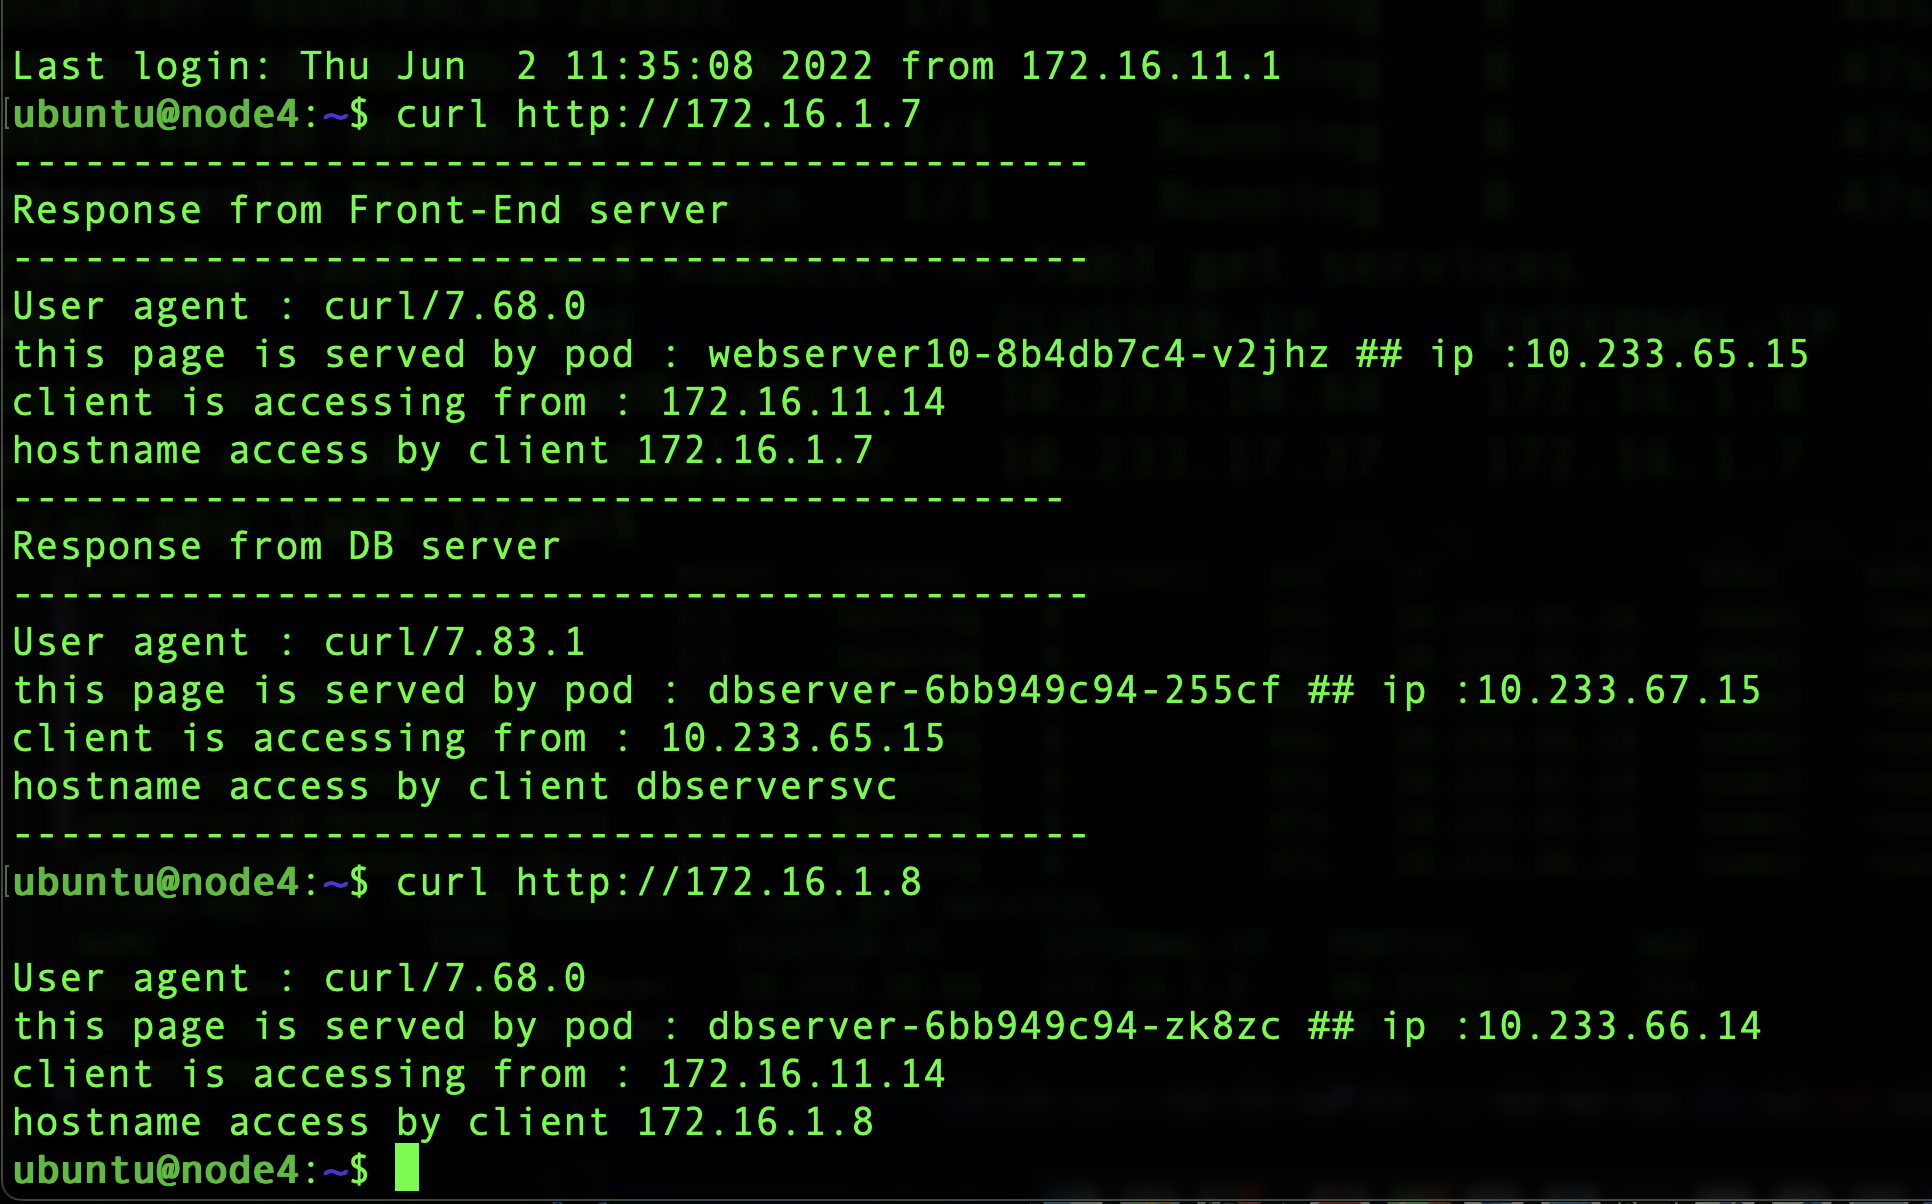 Last login: Thu Jun  2 11:35:08 2022 from 172.16.11.1
ubuntu@node4:~$ curl http://172.16.1.7
---------------------------------------------
Response from Front-End server
---------------------------------------------
User agent : curl/7.68.0
this page is served by pod : webserver10-8b4db7c4-v2jhz ## ip :10.233.65.15
client is accessing from : 172.16.11.14
hostname access by client 172.16.1.7
--------------------------------------------
Response from DB server
---------------------------------------------
User agent : curl/7.83.1
this page is served by pod : dbserver-6bb949c94-255cf ## ip :10.233.67.15
client is accessing from : 10.233.65.15
hostname access by client dbserversvc
---------------------------------------------
ubuntu@node4:~$ curl http://172.16.1.8

User agent : curl/7.68.0
this page is served by pod : dbserver-6bb949c94-zk8zc ## ip :10.233.66.14
client is accessing from : 172.16.11.14
hostname access by client 172.16.1.8
ubuntu@node4:~$